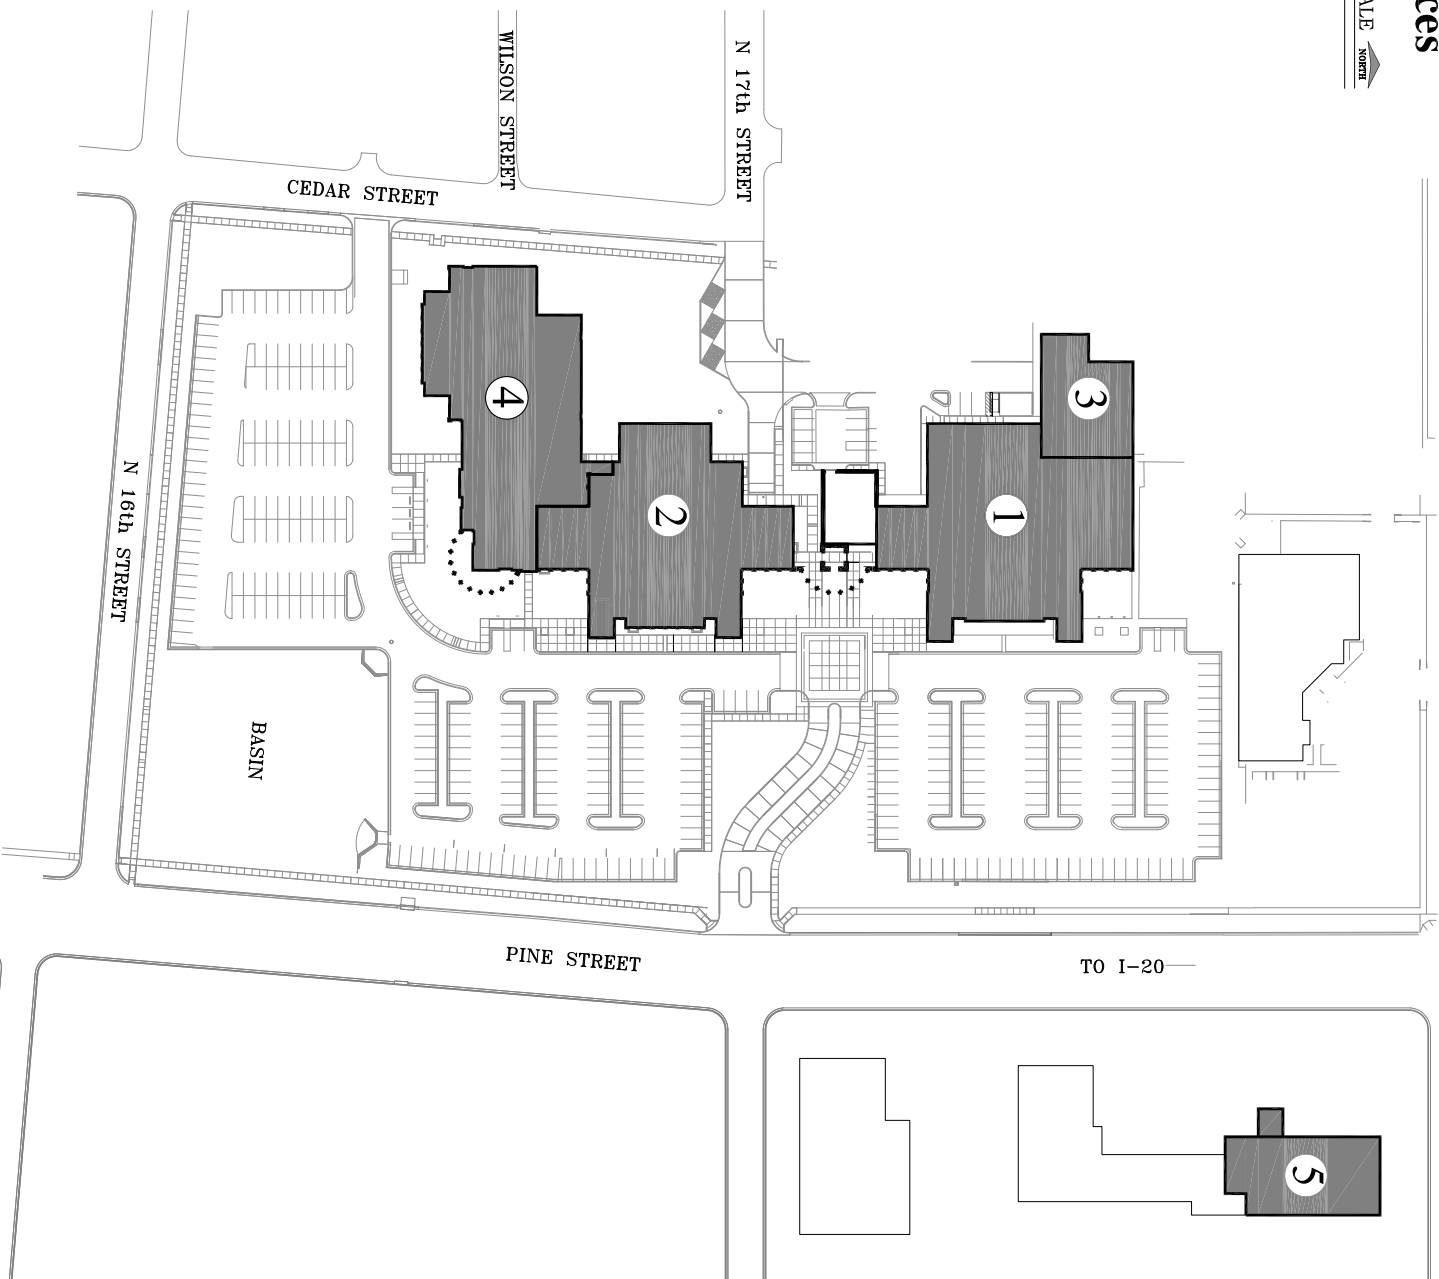 ces
ALE
NORTH
WILSON STREET
N 17th STREET
CEDAR STREET
3
4
2
1
N 16th STREET
BASIN
PINE STREET
TO I-20
5